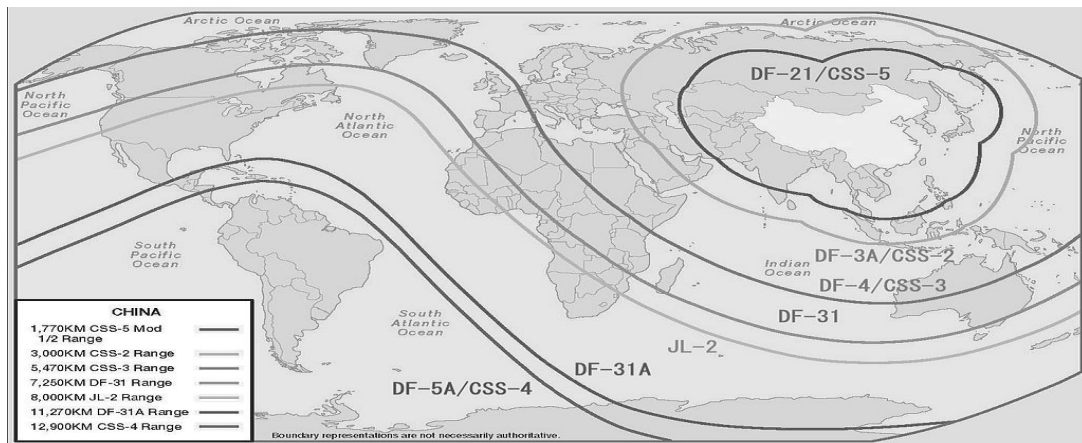 Arctic Ocean
Arctic Ocean
DF-21/CSS-5
North
Pacific
Ocean
North
Atlantic
Ocean
North
Pacific
Ocean
South
Pacific
Ocean
Indian
Ocean
DF-3A/CSS-2
DF-4/CSS-3
DF-31
JL-2
South
Atlantic
Ocean
DF-31A
DF-5A/CSS-4
CHINA
1,770KM CSS-5 Mod
1/2 Range
3,000KM CSS-2 Range
5,470KM CSS-3 Range
7,250KM DF-31 Range
8,000KM JL-2 Range
11,270KM DF-31A Range
12,900KM CSS-4 Range
Boundary representations are not necessarily authoritative.